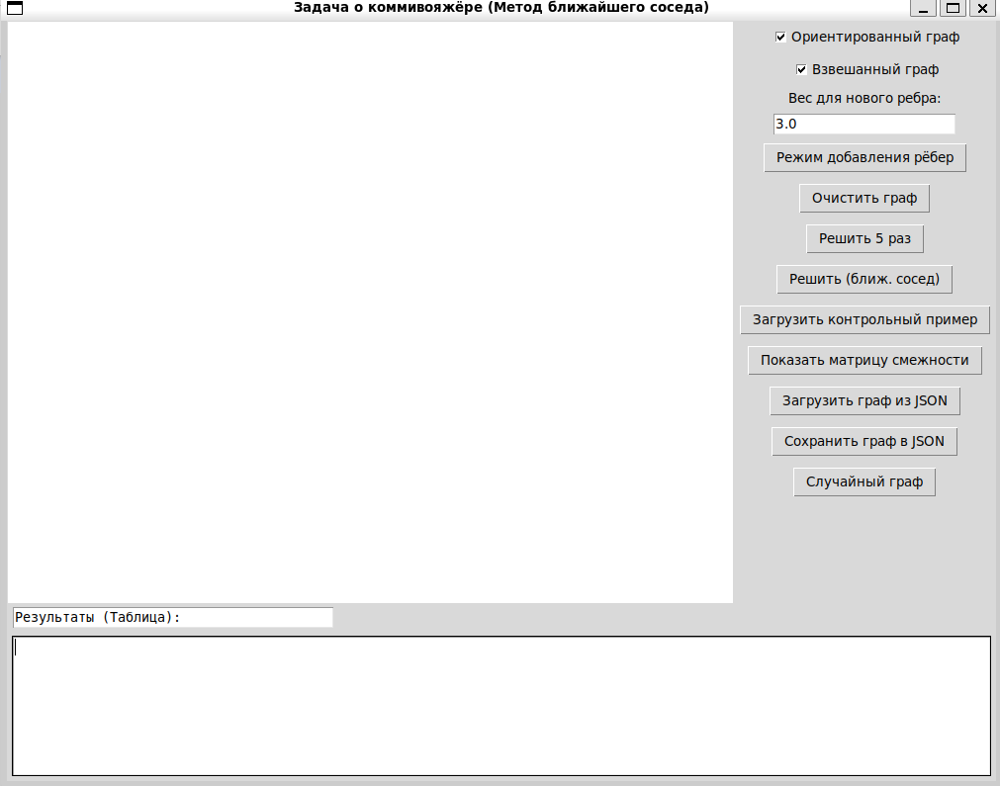 Задача о коммивояжёре (Метод ближайшего соседа)
Ориентированный граф
Взвешанный граф
Вес для нового ребра:
3.0
Режим добавления рёбер
Очистить граф
Решить 5 раз
Решить (ближ. сосед)
Загрузить контрольный пример
Показать матрицу смежности
Загрузить граф из JSON
Сохранить граф в JSON
Случайный граф
Результаты (Таблица):